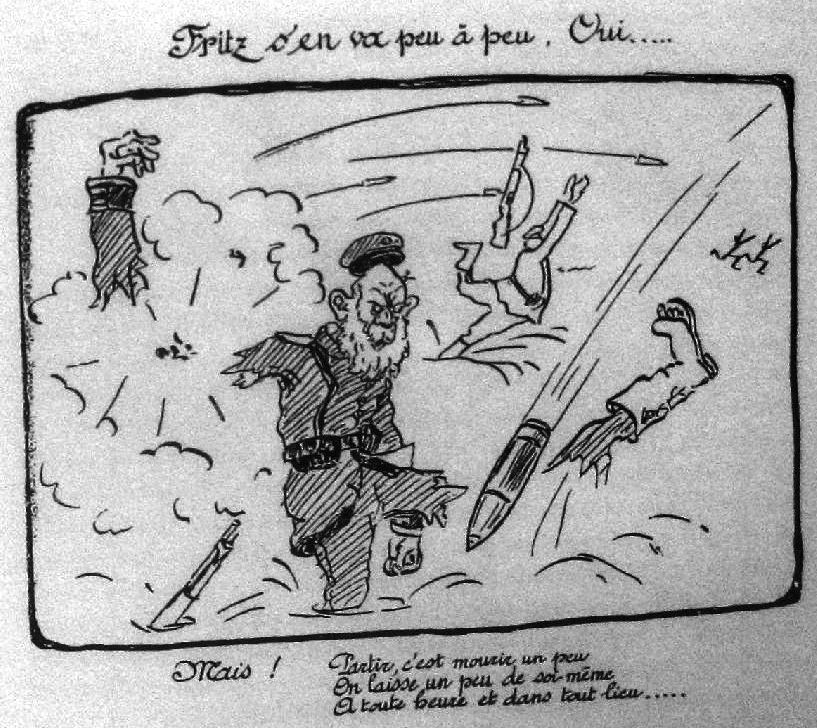 Fritz s'en va peu à peu. Oui.....
Mais !
Partir, c'est mourir un peu
On laisse un peu de soi-même
A toute heure et dans tout lieu.....